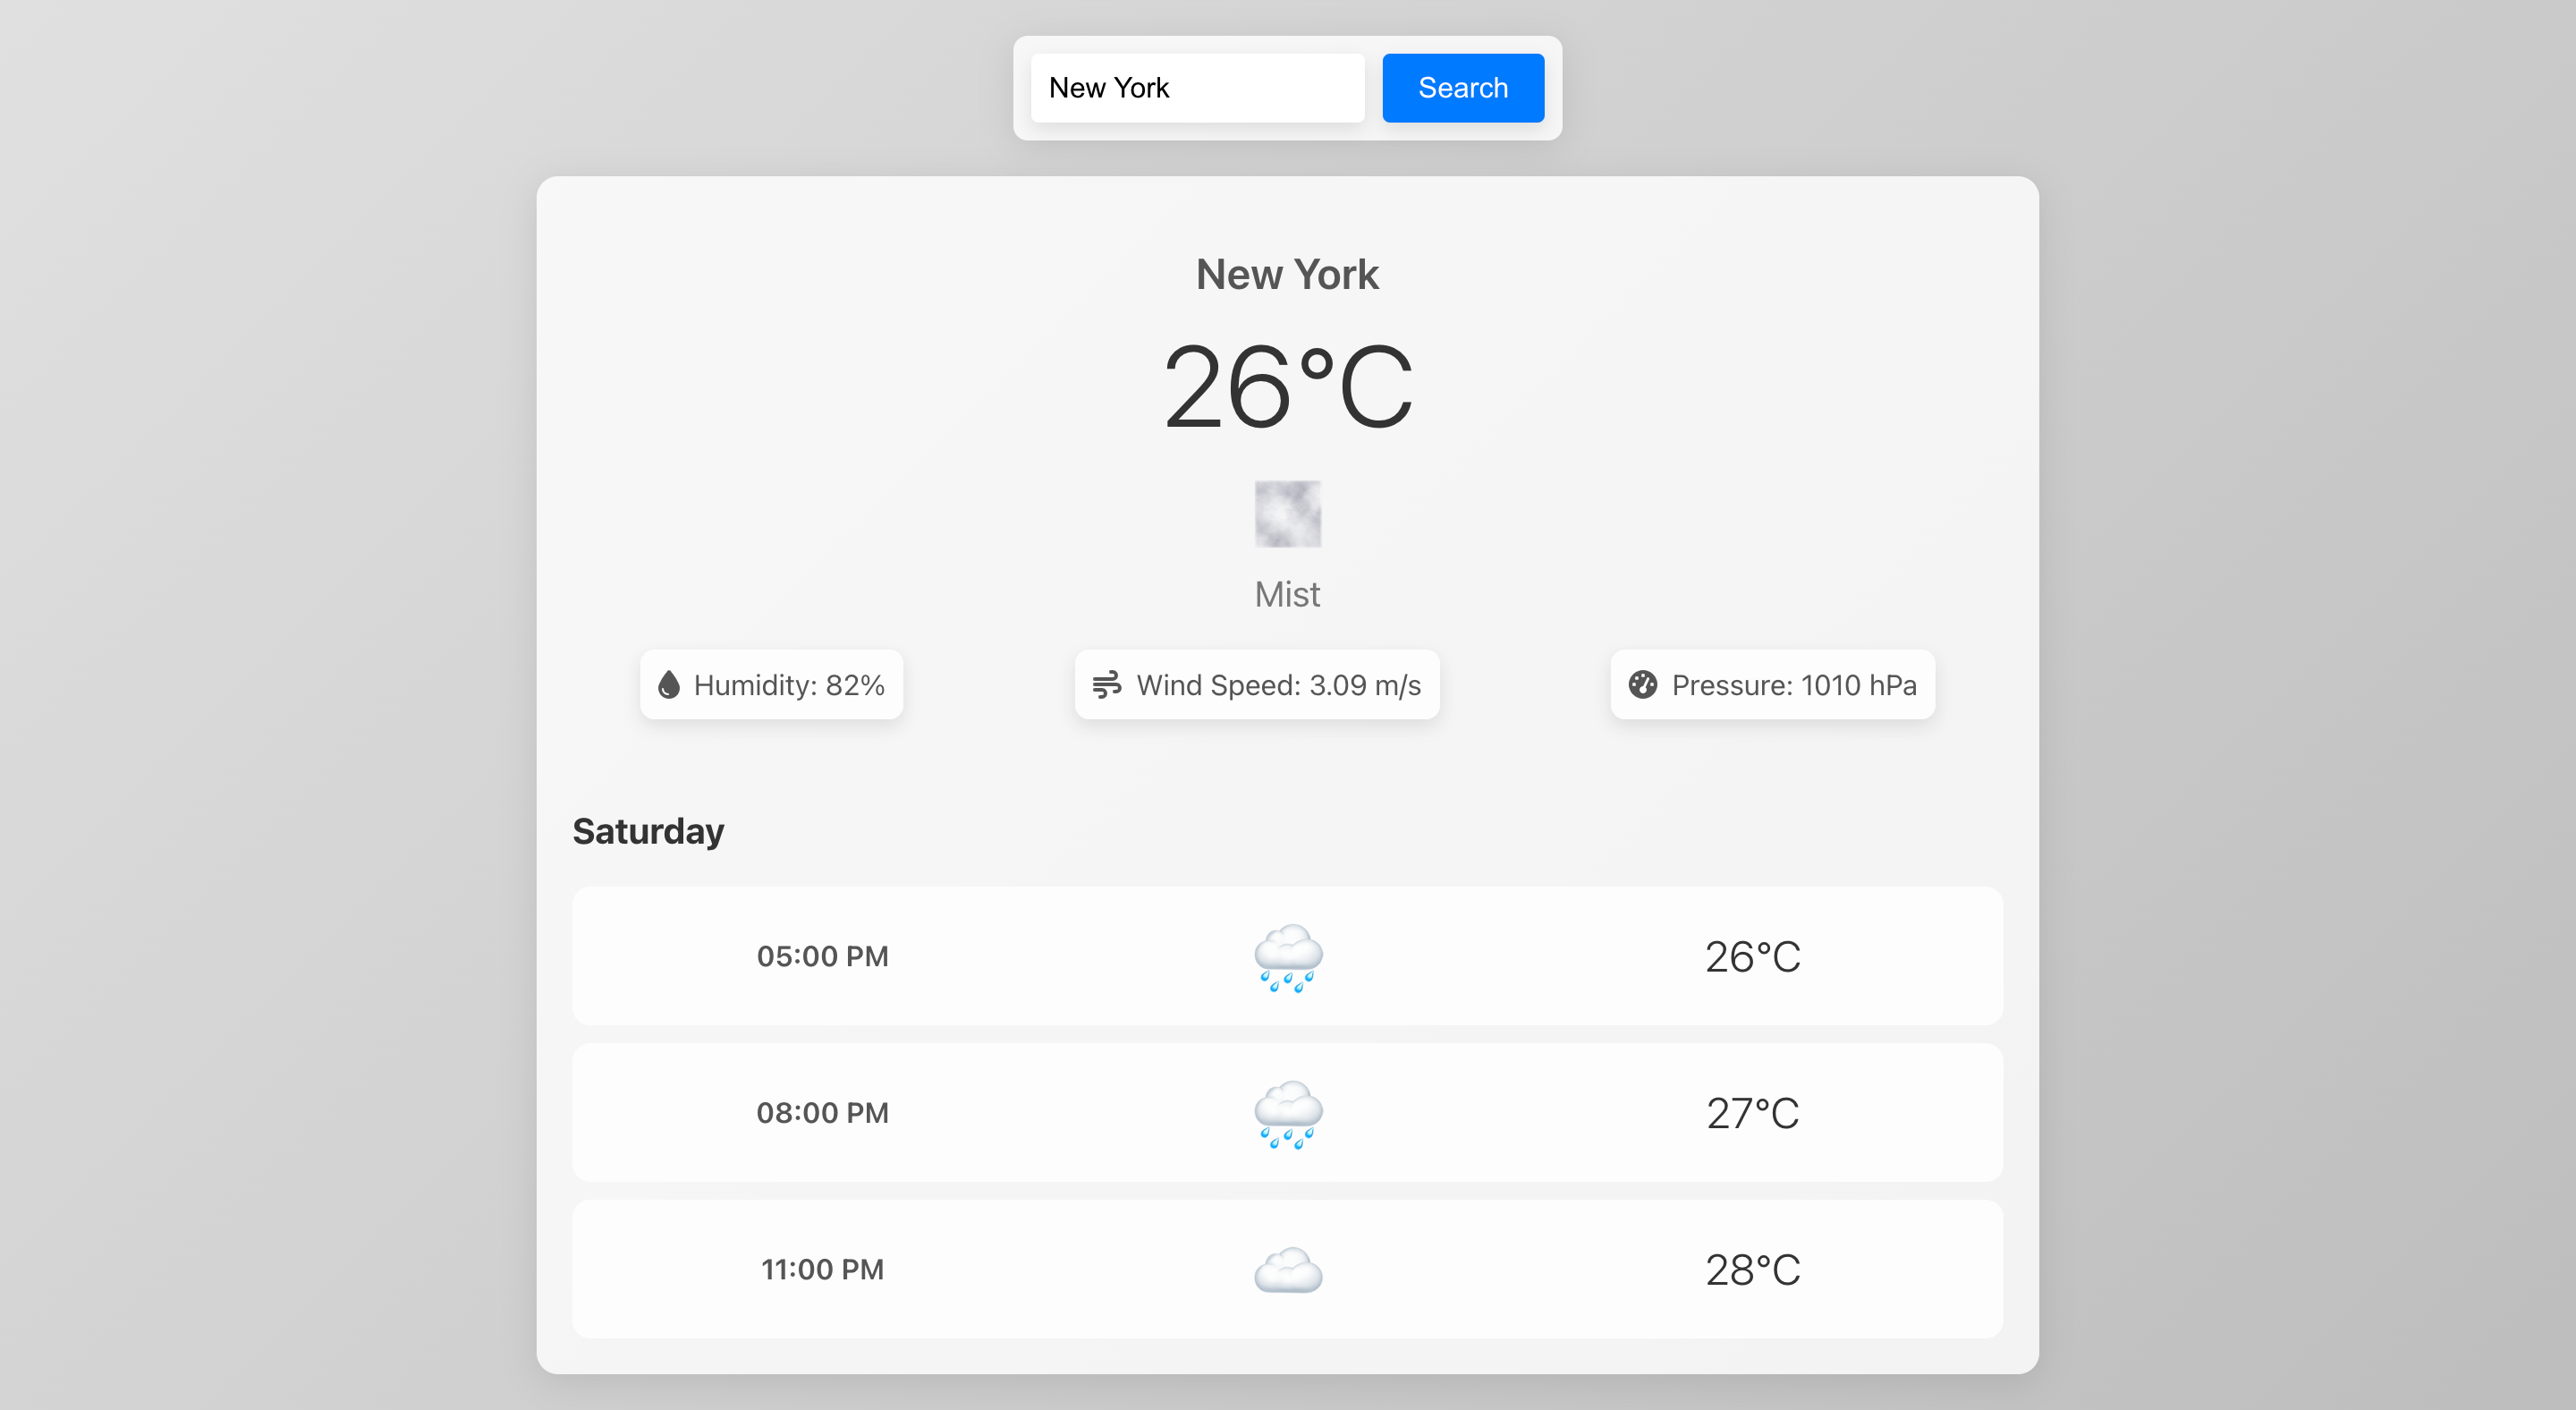 New York
Search
New York
26°C
Mist
Humidity: 82%
Wind Speed: 3.09 m/s
Pressure: 1010 hPa
Saturday
05:00 PM
26°C
08:00 PM
27°C
11:00 PM
28°C